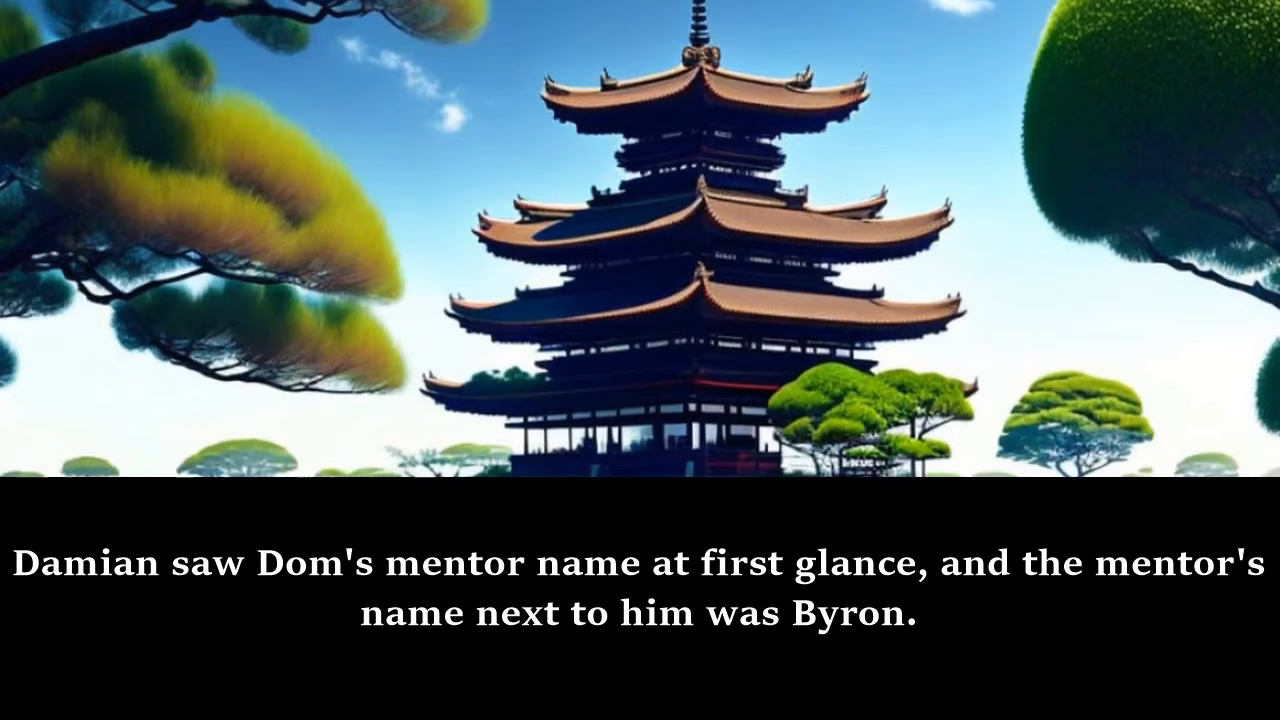 Damian saw Dom's mentor name at first glance, and the mentor's
name next to him was Byron.